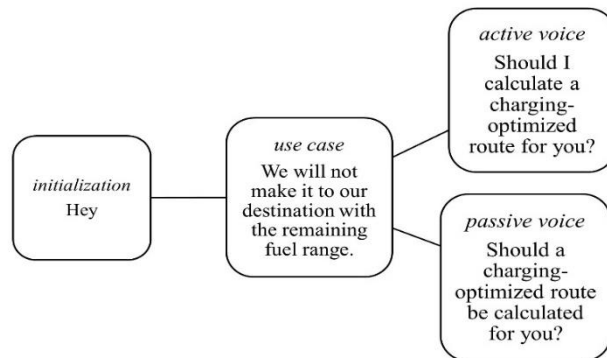 initialization
Hey
use case
We will not
make it to our
destination with
the remaining
fuel range.
active voice
Should I
calculate a
charging-
optimized
route for you?
passive voice
Should a
charging-
optimized route
be calculated
for you?